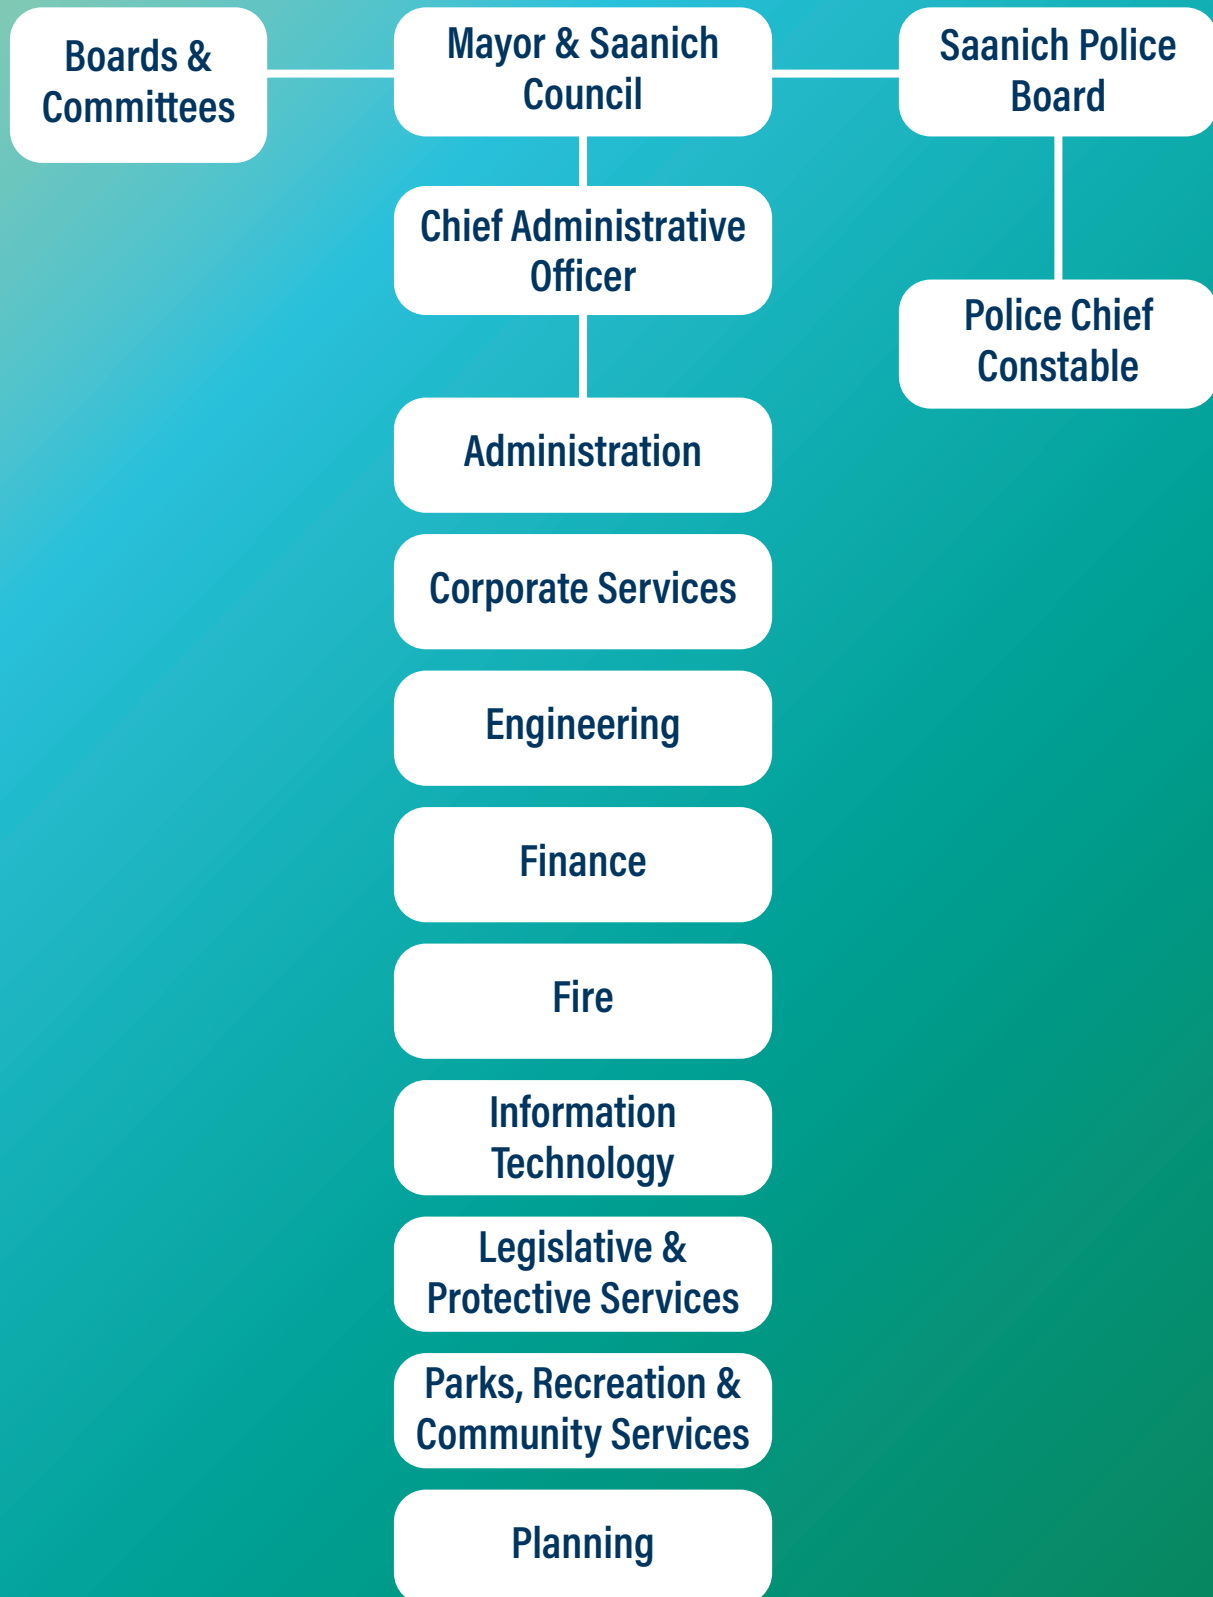 Boards &
Committees
Mayor & Saanich
Council
Saanich Police
Board
Chief Administrative
Officer
Police Chief
Constable
Administration
Corporate Services
Engineering
Finance
Fire
Information
Technology
Legislative &
Protective Services
Parks, Recreation &
Community Services
Planning